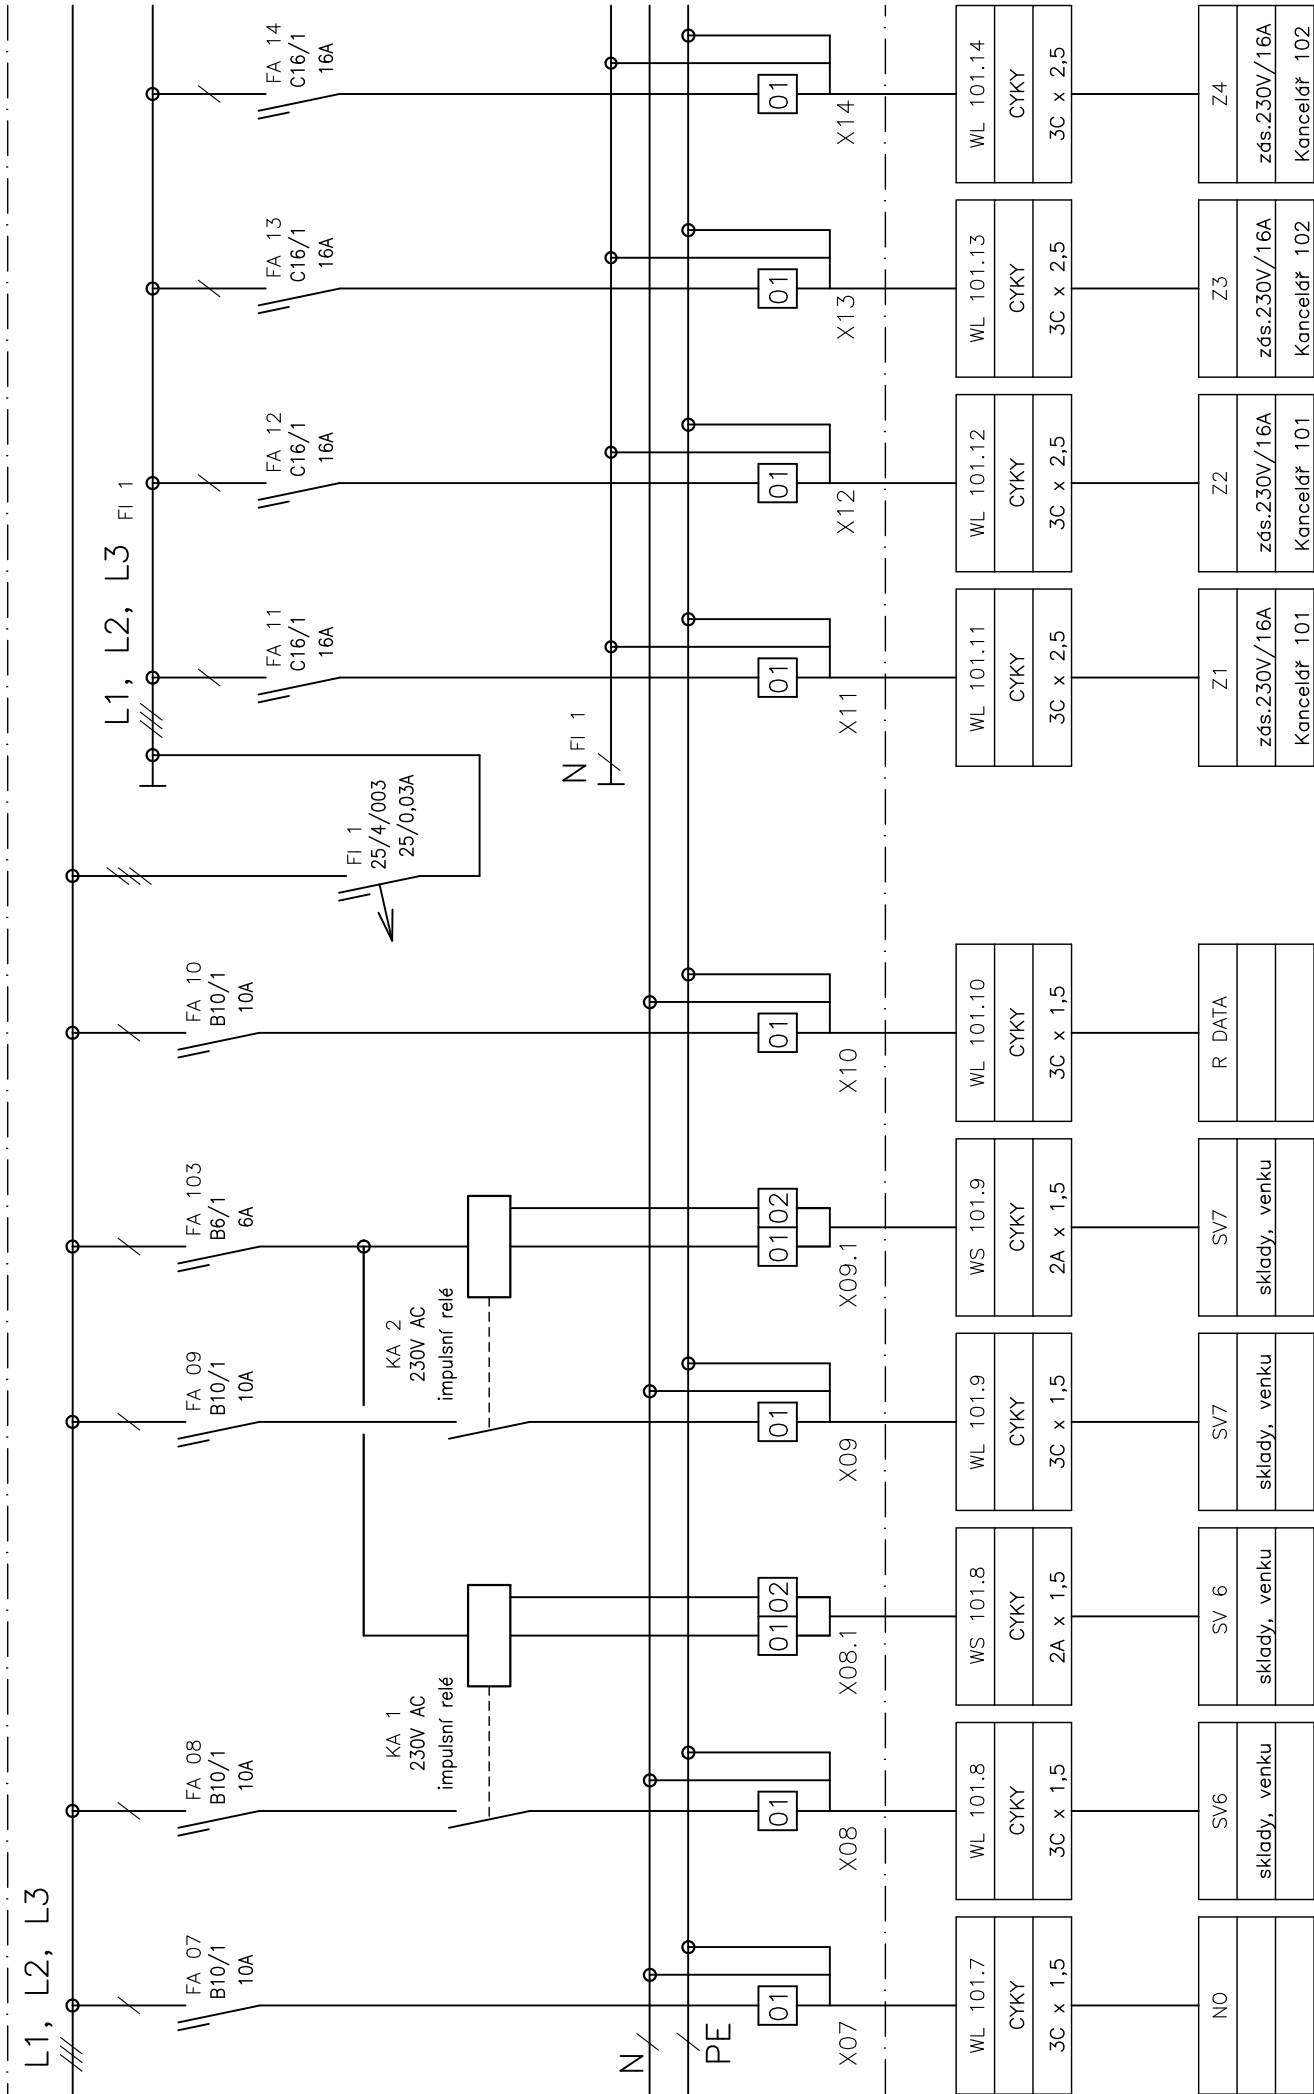 L1, L2, L3
FA 07
B10/1
10A
FA 08
B10/1
10A
FA 09
B10/1
10A
FA 103
B6/1
6A
FA 10
B10/1
10A
L1, L2, L3 FI 1
FI 1
25/4/003
25/0,03A
FA 11
C16/1
16A
FA 12
C16/1
16A
FA 13
C16/1
16A
FA 14
C16/1
16A
KA 1
230V AC
impulsní relé
KA 2
230V AC
impulsní relé
N FI 1
N
PE
01
X07
01
X08
01 02
X08.1
01
X09
01 02
X09.1
01
X10
01
X11
01
X12
01
X13
01
X14
WL 101.7
CYKY
3C x 1,5
WL 101.8
CYKY
3C x 1,5
WS 101.8
CYKY
2A x 1,5
WL 101.9
CYKY
3C x 1,5
WS 101.9
CYKY
2A x 1,5
WL 101.10
CYKY
3C x 1,5
WL 101.11
CYKY
3C x 2,5
WL 101.12
CYKY
3C x 2,5
WL 101.13
CYKY
3C x 2,5
WL 101.14
CYKY
3C x 2,5
NO
SV6
sklady, venku
SV 6
sklady, venku
SV7
sklady, venku
SV7
sklady, venku
R DATA
Z1
zás.230V/16A
Kancelář 101
Z2
zás.230V/16A
Kancelář 101
Z3
zás.230V/16A
Kancelář 102
Z4
zás.230V/16A
Kancelář 102